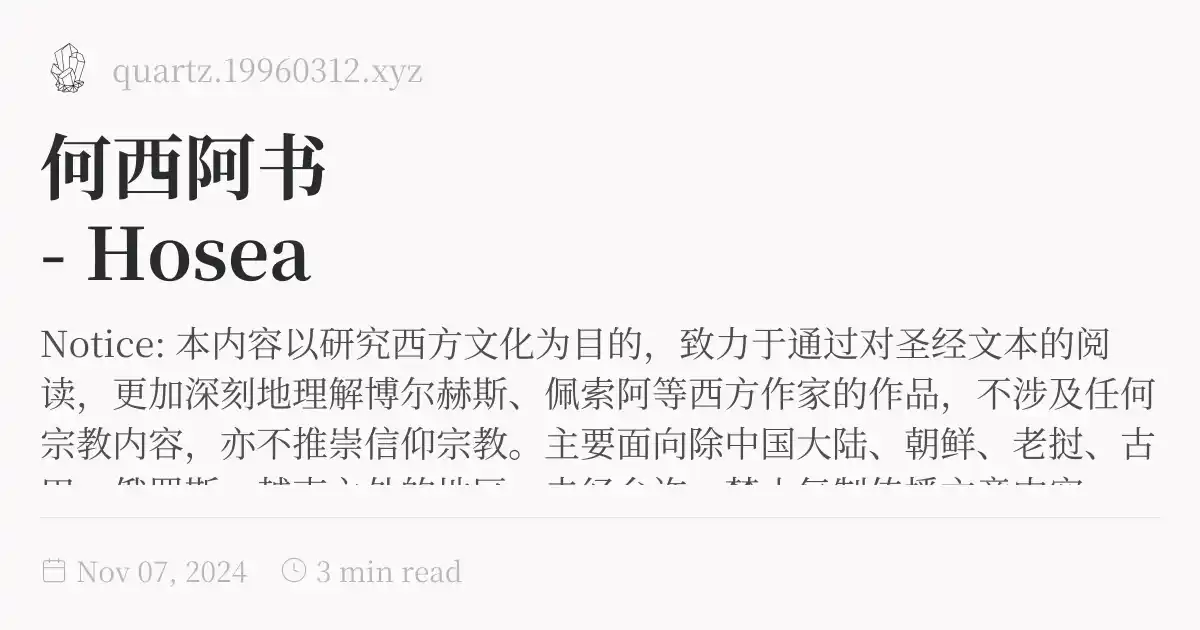 quartz.19960312.xyz
何西阿书
- Hosea
Notice: 本内容以研究西方文化为目的，致力于通过对圣经文本的阅
读，更加深刻地理解博尔赫斯、佩索阿等西方作家的作品，不涉及任何
宗教内容，亦不推崇信仰宗教。主要面向除中国大陆、朝鲜、老挝、古
Nov 07, 2024
3 min read